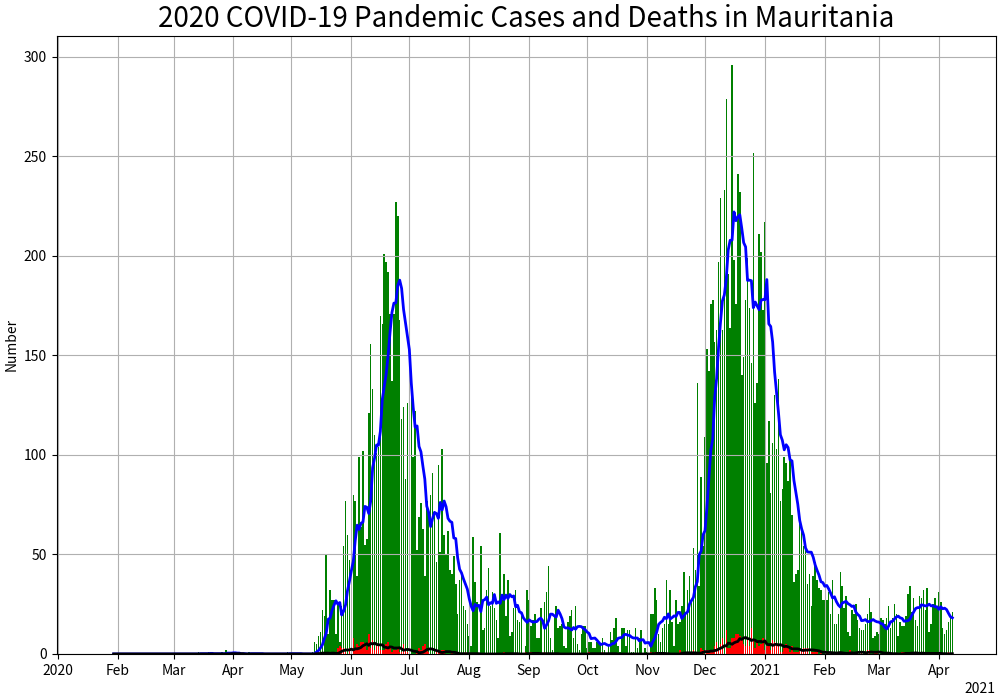 2020 COVID-19 Pandemic Cases and Deaths in Mauritania
Number
300
250
200
150
100
50
0
2020 Feb Mar Apr May Jun Jul Aug Sep Oct Nov Dec 2021 Feb Mar Apr
2021